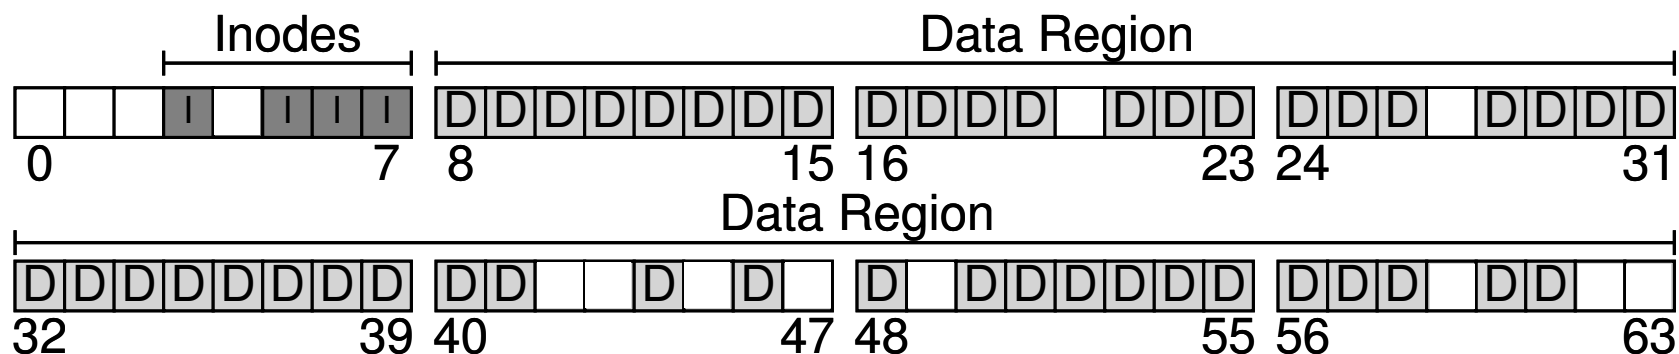 Inodes Data Region
I I I I D D D D D D D D D D D D D D D D D D D D D D
0 7 8 15 16 23 24 31
Data Region
D D D D D D D D D D D D D D D D D D D D D D D D
32 39 40 47 48 55 56 63